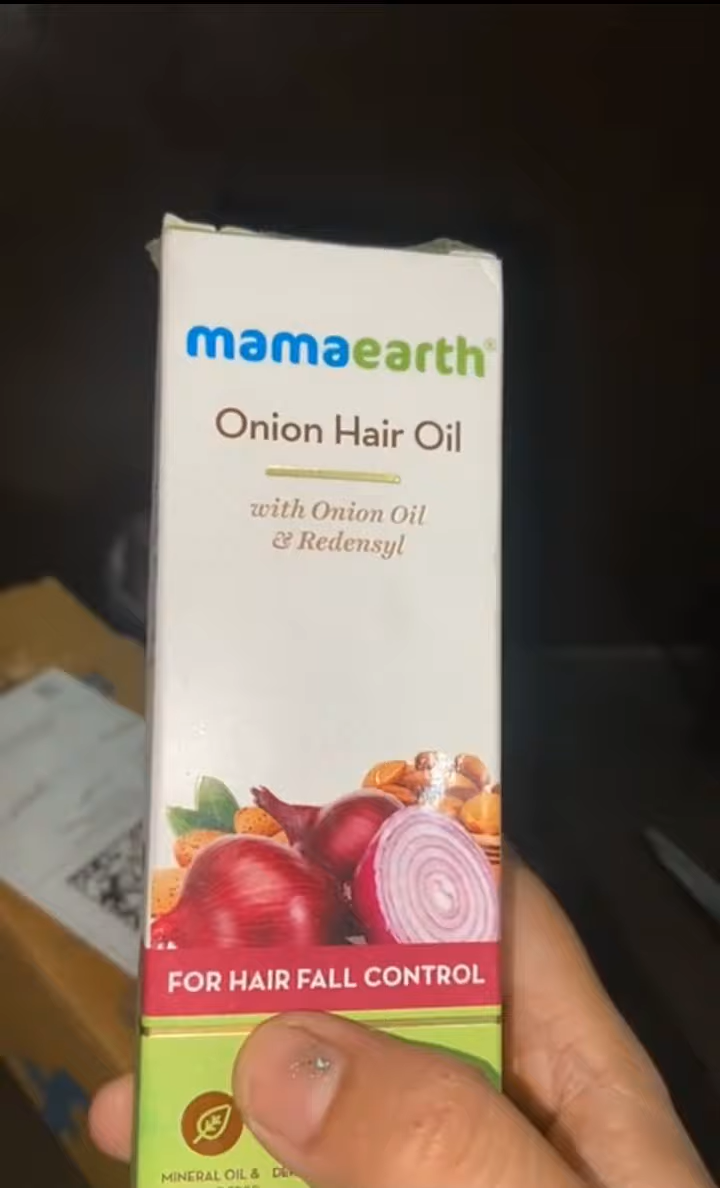 mamaearth®
Onion Hair Oil
with Onion Oil
& Redensyl
FOR HAIR FALL CONTROL
MINERAL OIL &